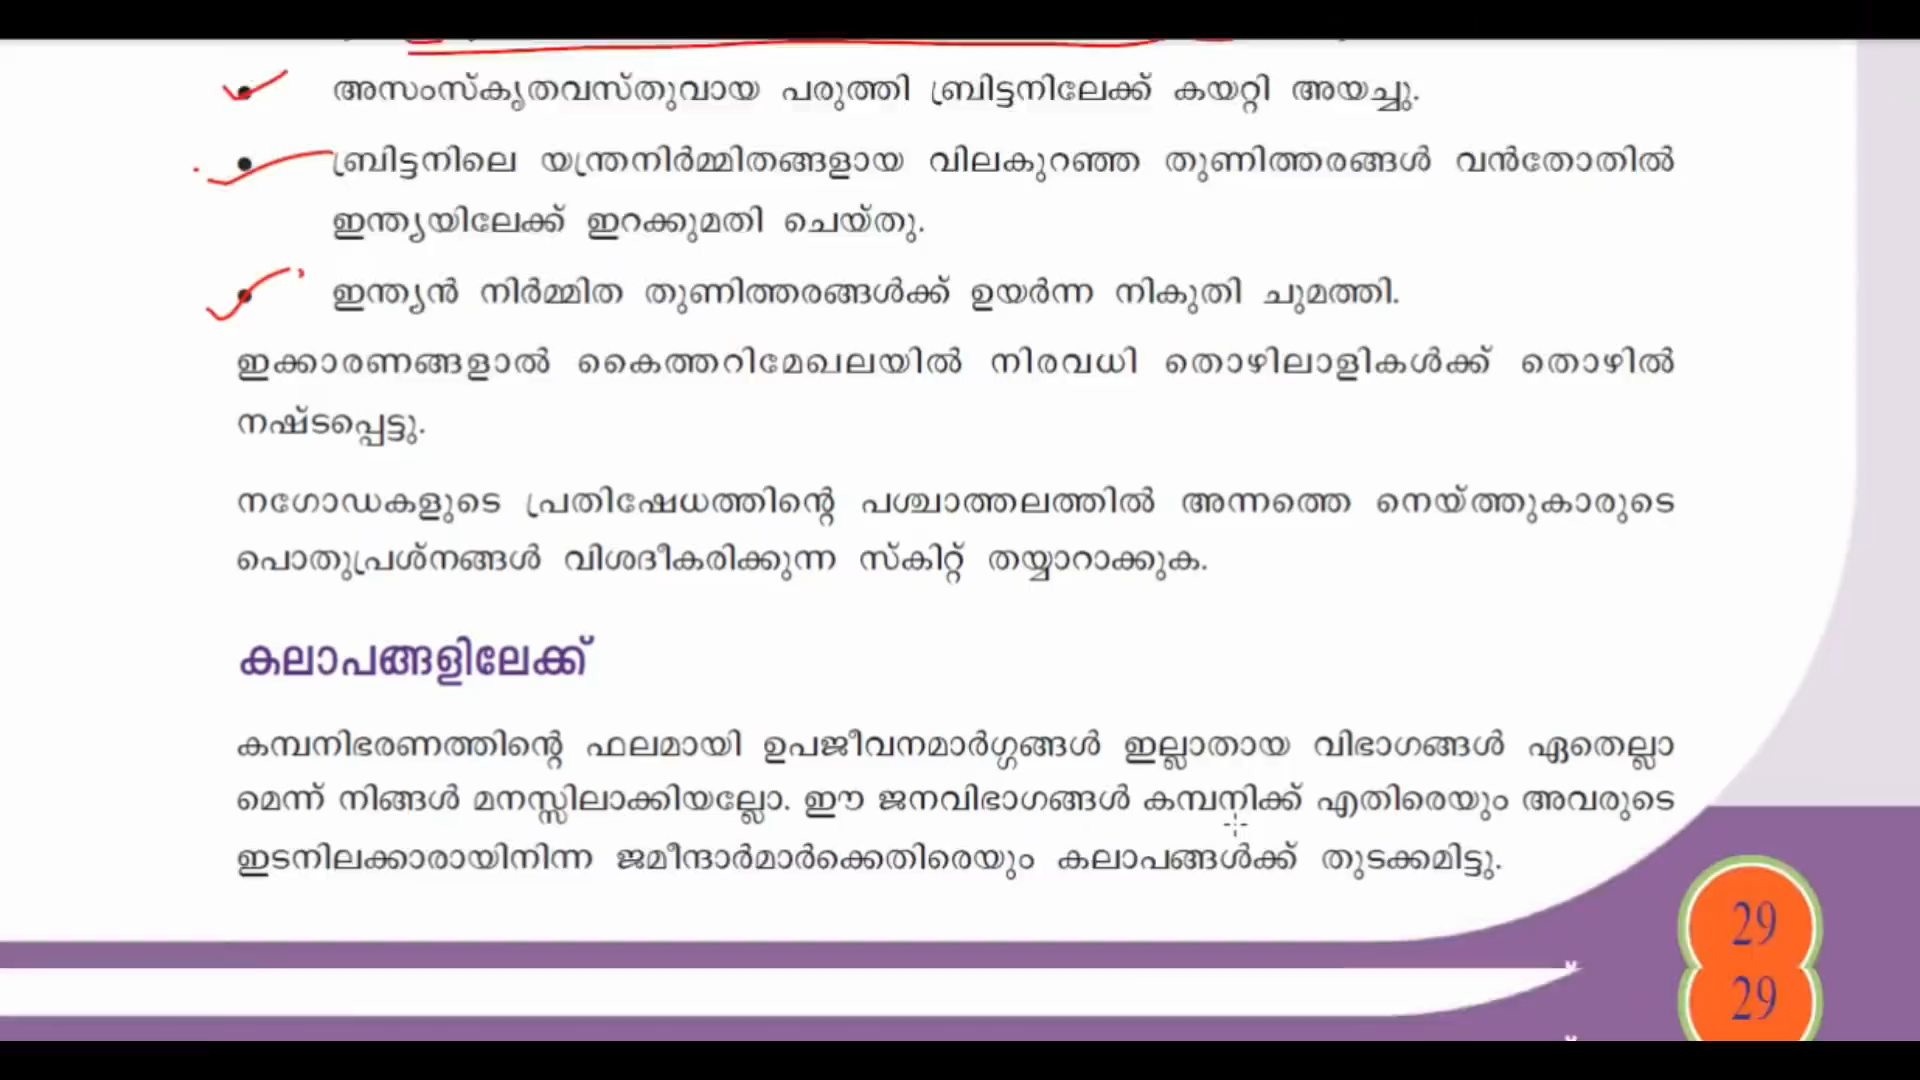 അസംസ്കൃതവസ്തുവായ പരുത്തി ബ്രിട്ടനിലേക്ക് കയറ്റി അയച്ചു.
ബ്രിട്ടനിലെ യന്ത്രനിർമ്മിതങ്ങളായ വിലകുറഞ്ഞ തുണിത്തരങ്ങൾ വൻതോതിൽ
ഇന്ത്യയിലേക്ക് ഇറക്കുമതി ചെയ്തു.
ഇന്ത്യൻ നിർമ്മിത തുണിത്തരങ്ങൾക്ക് ഉയർന്ന നികുതി ചുമത്തി.
ഇക്കാരണങ്ങളാൽ കൈത്തറിമേഖലയിൽ നിരവധി തൊഴിലാളികൾക്ക് തൊഴിൽ
നഷ്ടപ്പെട്ടു.
നഗോഡകളുടെ പ്രതിഷേധത്തിന്റെ പശ്ചാത്തലത്തിൽ അന്നത്തെ നെയ്ത്തുകാരുടെ
പൊതുപ്രശ്നങ്ങൾ വിശദീകരിക്കുന്ന സ്കിറ്റ് തയ്യാറാക്കുക.
കലാപങ്ങളിലേക്ക്
കമ്പനിഭരണത്തിന്റെ ഫലമായി ഉപജീവനമാർഗ്ഗങ്ങൾ ഇല്ലാതായ വിഭാഗങ്ങൾ ഏതെല്ലാ
മെന്ന് നിങ്ങൾ മനസ്സിലാക്കിയല്ലോ. ഈ ജനവിഭാഗങ്ങൾ കമ്പനിക്ക് എതിരെയും അവരുടെ
ഇടനിലക്കാരായിനിന്ന ജമീന്ദാർമാർക്കെതിരെയും കലാപങ്ങൾക്ക് തുടക്കമിട്ടു.
29
29